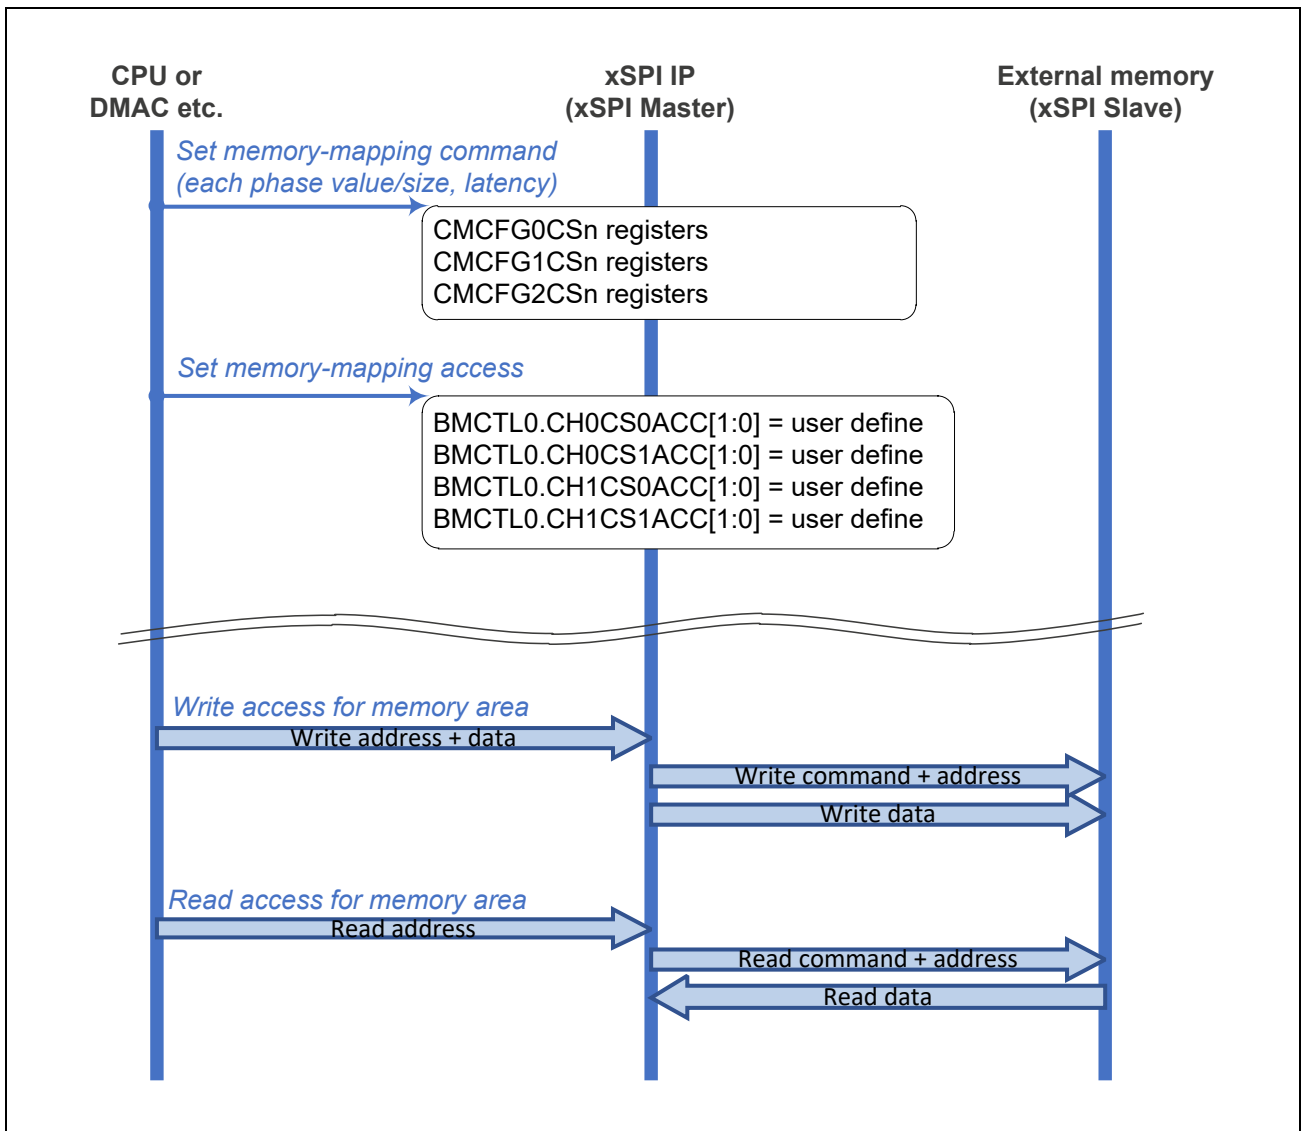 CPU or
DMAC etc.
xSPI IP
(xSPI Master)
External memory
(xSPI Slave)
Set memory-mapping command
(each phase value/size, latency)
CMCFG0CSn registers
CMCFG1CSn registers
CMCFG2CSn registers
Set memory-mapping access
BMCTL0.CH0CS0ACC[1:0] = user define
BMCTL0.CH0CS1ACC[1:0] = user define
BMCTL0.CH1CS0ACC[1:0] = user define
BMCTL0.CH1CS1ACC[1:0] = user define
Write access for memory area
Write address + data
Write command + address
Write data
Read access for memory area
Read address
Read command + address
Read data